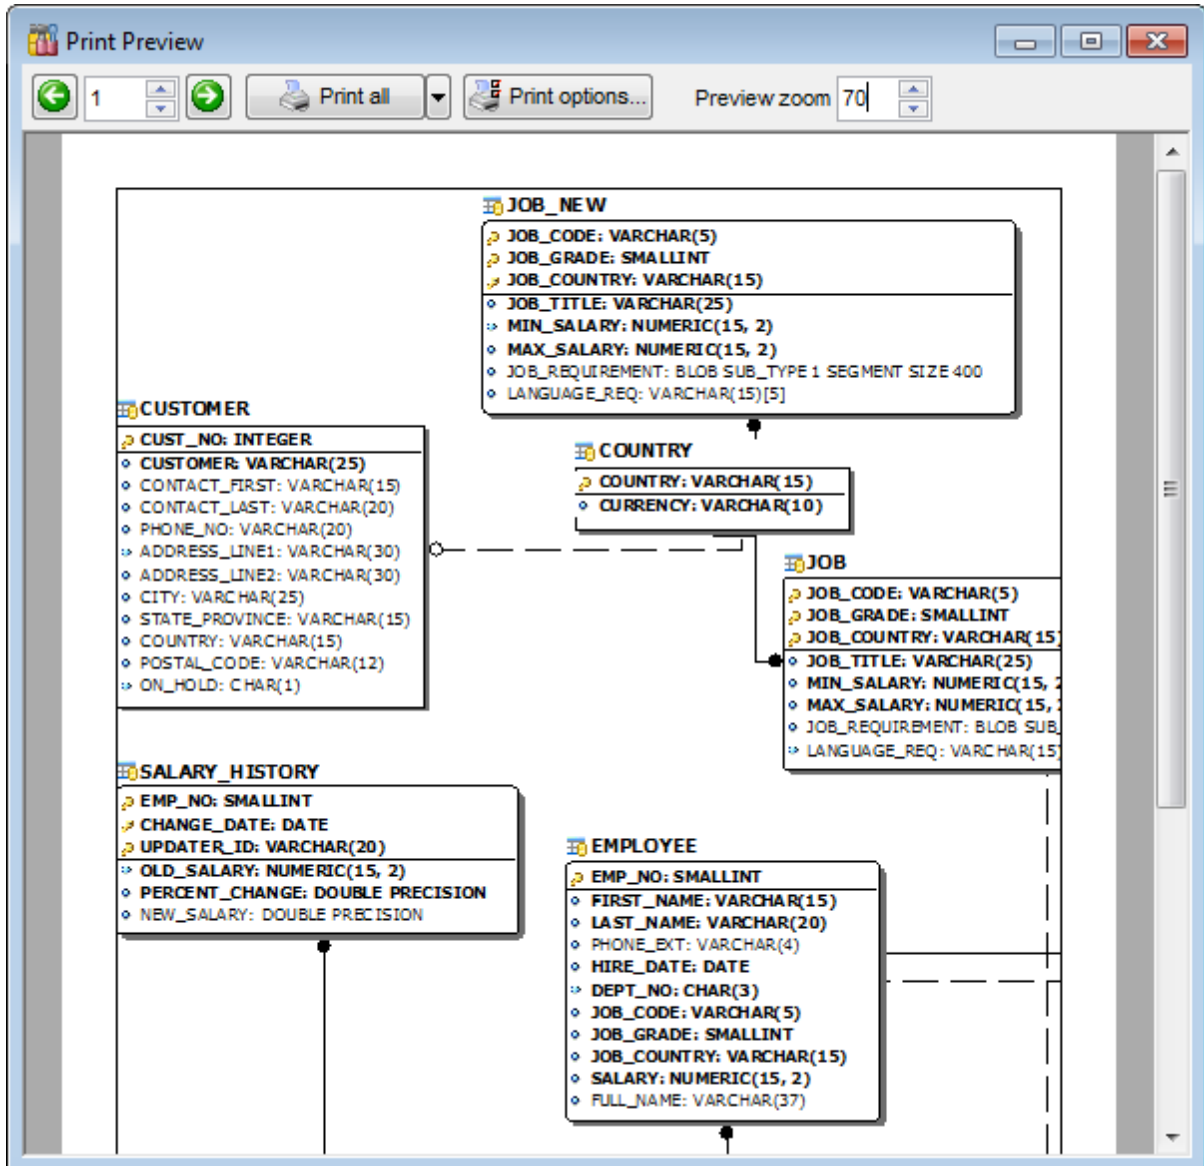 Print Preview
1
Print all
Print options...
Preview zoom 70
JOB_NEW
JOB_CODE: VARCHAR(5)
JOB_GRADE: SMALLINT
JOB_COUNTRY: VARCHAR(15)
JOB_TITLE: VARCHAR(25)
MIN_SALARY: NUMERIC(15, 2)
MAX_SALARY: NUMERIC(15, 2)
JOB_REQUIREMENT: BLOB SUB_TYPE 1 SEGMENT SIZE 400
LANGUAGE_REQ: VARCHAR(15)[5]
CUSTOMER
CUST_NO: INTEGER
CUSTOMER: VARCHAR(25)
CONTACT_FIRST: VARCHAR(15)
CONTACT_LAST: VARCHAR(20)
PHONE_NO: VARCHAR(20)
ADDRESS_LINE1: VARCHAR(30)
ADDRESS_LINE2: VARCHAR(30)
CITY: VARCHAR(25)
STATE_PROVINCE: VARCHAR(15)
COUNTRY: VARCHAR(15)
POSTAL_CODE: VARCHAR(12)
ON_HOLD: CHAR(1)
COUNTRY
COUNTRY: VARCHAR(15)
CURRENCY: VARCHAR(10)
JOB
JOB_CODE: VARCHAR(5)
JOB_GRADE: SMALLINT
JOB_COUNTRY: VARCHAR(15)
JOB_TITLE: VARCHAR(25)
MIN_SALARY: NUMERIC(15, 2
MAX_SALARY: NUMERIC(15,
JOB_REQUIREMENT: BLOB SUB_
LANGUAGE_REQ: VARCHAR(15)
SALARY_HISTORY
EMP_NO: SMALLINT
CHANGE_DATE: DATE
UPDATER_ID: VARCHAR(20)
OLD_SALARY: NUMERIC(15, 2)
PERCENT_CHANGE: DOUBLE PRECISION
NEW_SALARY: DOUBLE PRECISION
EMPLOYEE
EMP_NO: SMALLINT
FIRST_NAME: VARCHAR(15)
LAST_NAME: VARCHAR(20)
PHONE_EXT: VARCHAR(4)
HIRE_DATE: DATE
DEPT_NO: CHAR(3)
JOB_CODE: VARCHAR(5)
JOB_GRADE: SMALLINT
JOB_COUNTRY: VARCHAR(15)
SALARY: NUMERIC(15, 2)
FULL_NAME: VARCHAR(37)